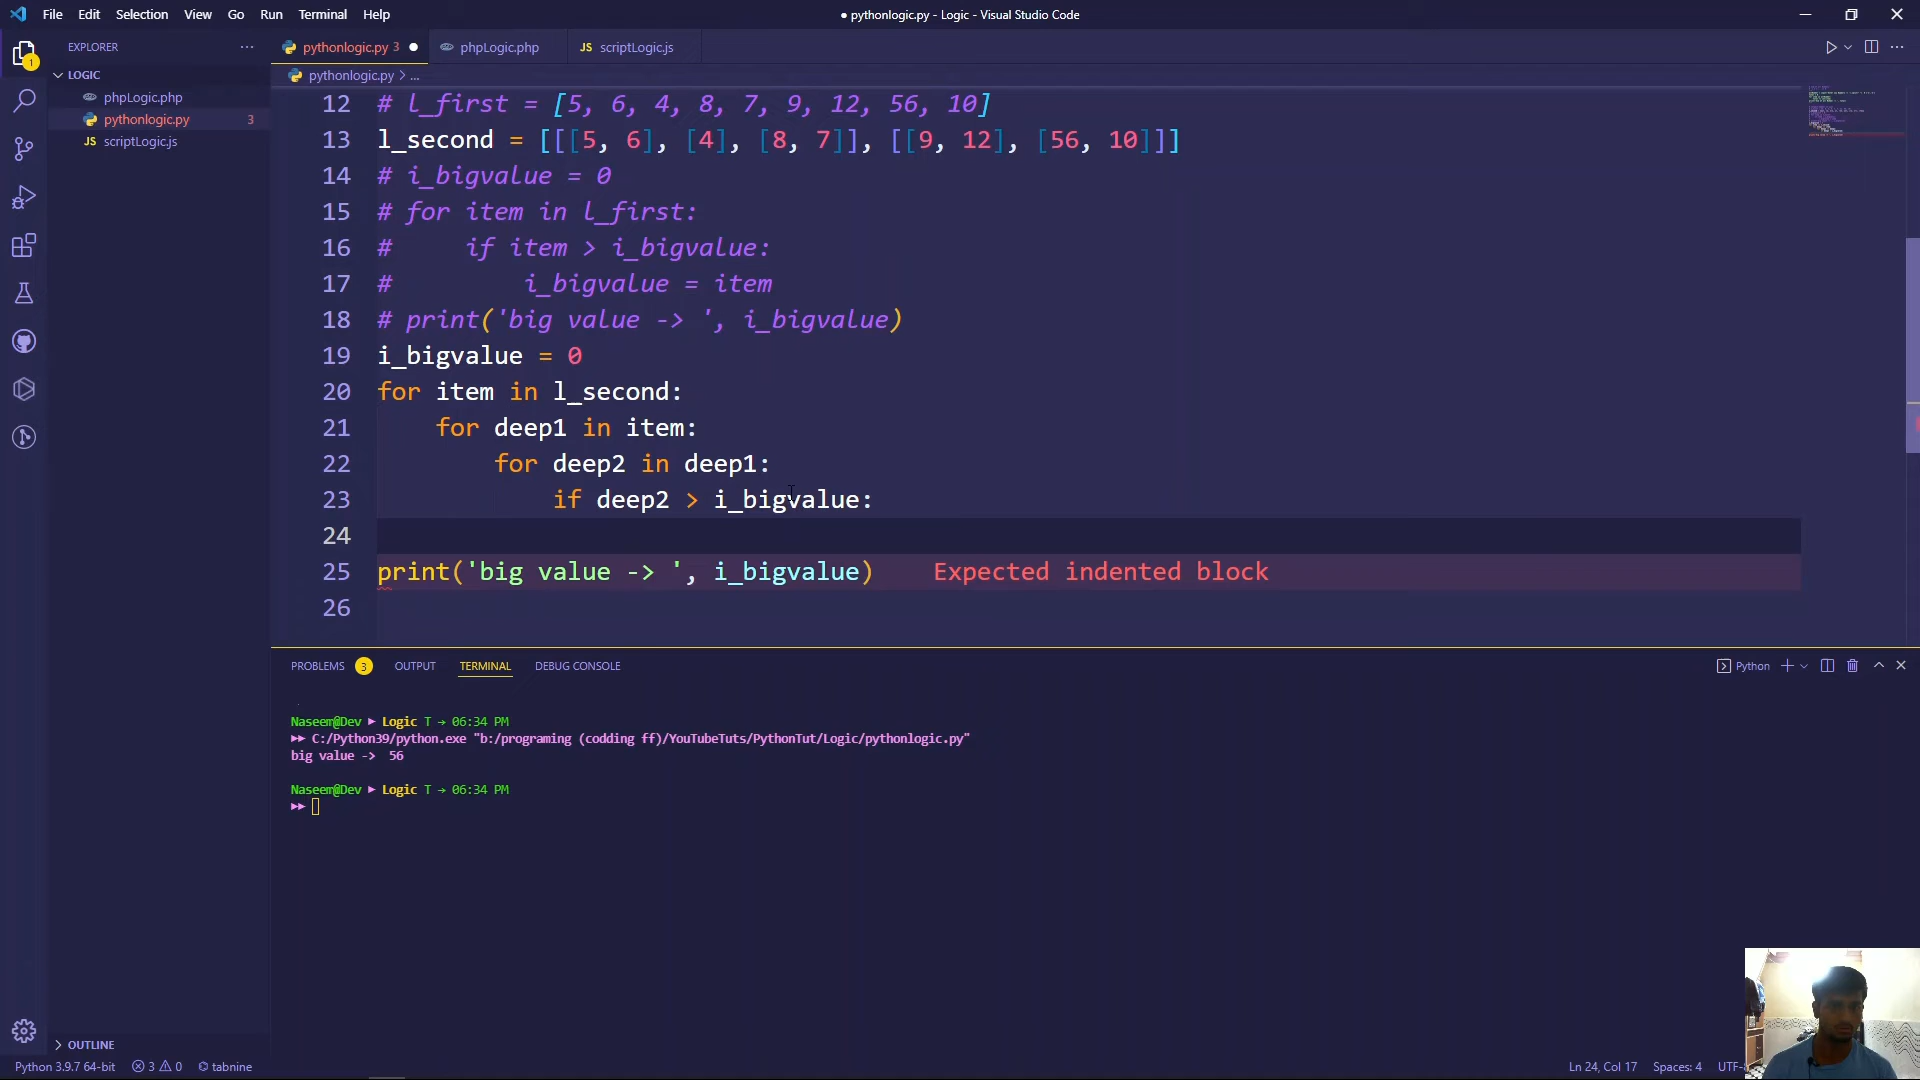 File Edit Selection View Go Run Terminal Help
● pythonlogic.py - Logic - Visual Studio Code
EXPLORER
LOGIC
phpLogic.php
pythonlogic.py 3
JS scriptLogic.js
OUTLINE
1
pythonlogic.py 3
phpLogic.php
JS scriptLogic.js
pythonlogic.py > ...
12 # l_first = [5, 6, 4, 8, 7, 9, 12, 56, 10]
13 l_second = [[[5, 6], [4], [8, 7]], [[9, 12], [56, 10]]]
14 # i_bigvalue = 0
15 # for item in l_first:
16 #     if item > i_bigvalue:
17 #         i_bigvalue = item
18 # print('big value -> ', i_bigvalue)
19 i_bigvalue = 0
20 for item in l_second:
21     for deep1 in item:
22         for deep2 in deep1:
23             if deep2 > i_bigvalue:
24
25 print('big value -> ', i_bigvalue) Expected indented block
26
PROBLEMS 3 OUTPUT TERMINAL DEBUG CONSOLE
Python
Naseem@Dev ► Logic T → 06:34 PM
►► C:/Python39/python.exe "b:/programing (codding ff)/YouTubeTuts/PythonTut/Logic/pythonlogic.py"
big value ->  56
Naseem@Dev ► Logic T → 06:34 PM
►►
Python 3.9.7 64-bit 3 0 tabnine
Ln 24, Col 17 Spaces: 4 UTF-